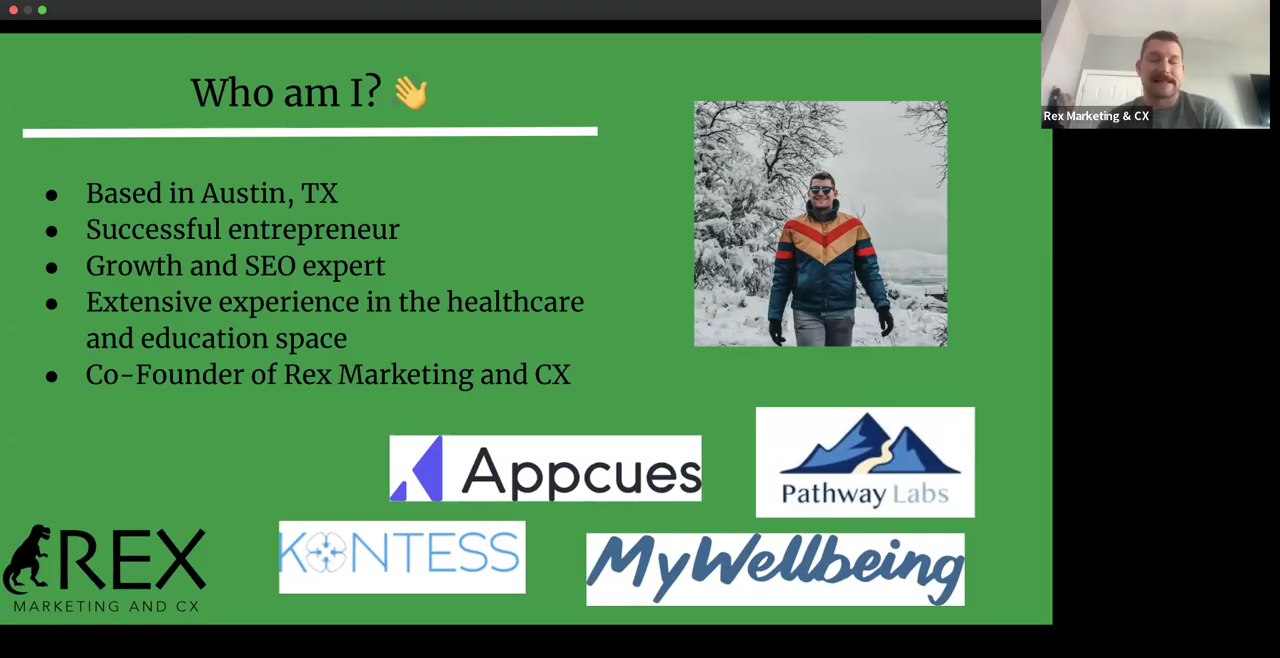 Who am I? 👋
Based in Austin, TX
Successful entrepreneur
Growth and SEO expert
Extensive experience in the healthcare
and education space
Co-Founder of Rex Marketing and CX
Rex Marketing & CX
Appcues
Pathway Labs
KONTESS
MyWellbeing
REX
MARKETING AND CX